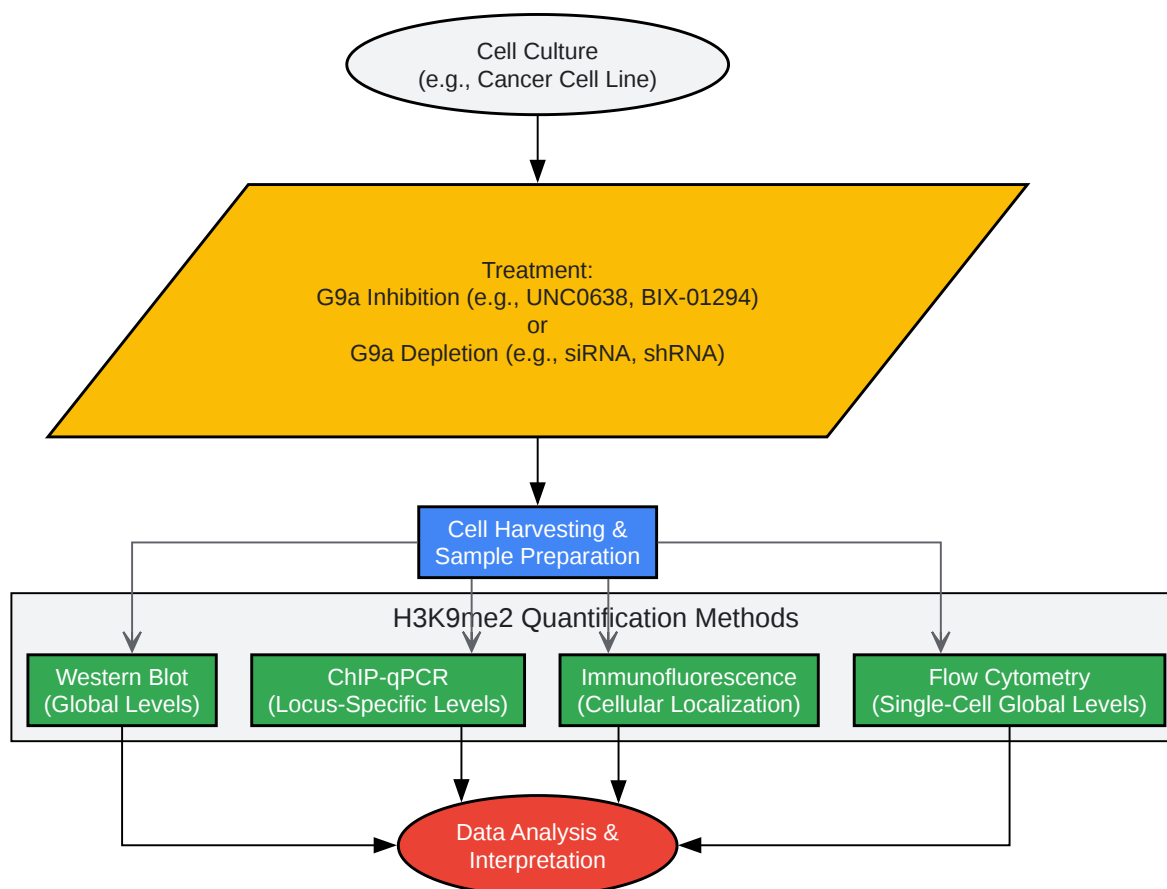 Cell Culture
(e.g., Cancer Cell Line)
Treatment:
G9a Inhibition (e.g., UNC0638, BIX-01294)
or
G9a Depletion (e.g., siRNA, shRNA)
Cell Harvesting &
Sample Preparation
H3K9me2 Quantification Methods
Western Blot
(Global Levels)
ChIP-qPCR
(Locus-Specific Levels)
Immunofluorescence
(Cellular Localization)
Flow Cytometry
(Single-Cell Global Levels)
Data Analysis &
Interpretation